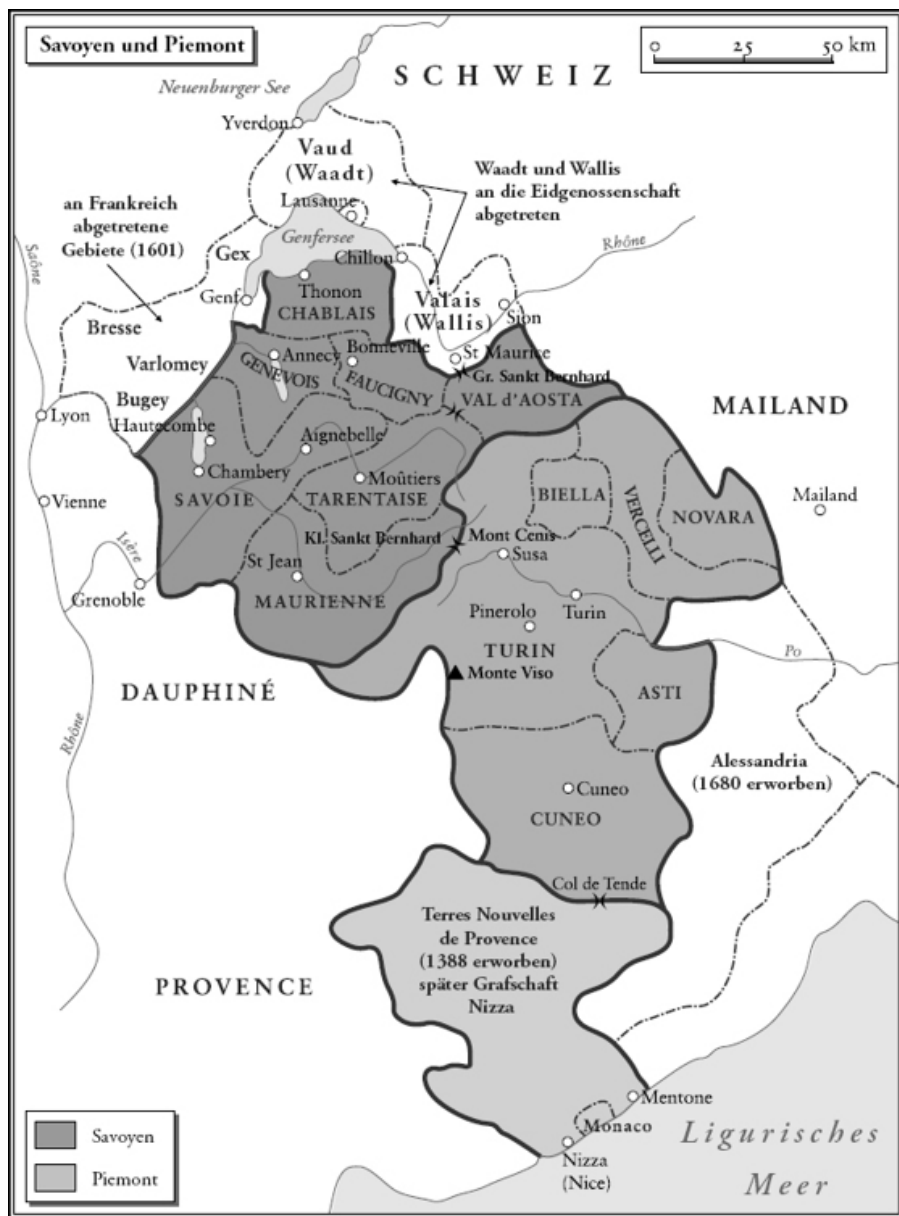 Savoyen und Piemont
0 25 50 km
SCHWEIZ
Neuenburger See
Yverdon
Vaud
(Waadt)
Waadt und Wallis
an die Eidgenossenschaft
abgetreten
an Frankreich
abgetretene
Gebiete (1601)
Lausanne
Saône
Genfersee
Rhône
Gex
Chillon
Genf
Thonon
CHABLAIS
Valais
(Wallis)
Sion
Bresse
Bonneville
St Maurice
Annecy
Varlomey
GENEVOIS
FAUCIGNY
Gr. Sankt Bernhard
VAL d'AOSTA
Bugey
MAILAND
Lyon
Hautecombe
Aignebelle
Chambery
Moûtiers
SAVOIE
TARENTAISE
BIELLA
VERCELLI
NOVARA
Mailand
Vienne
Isère
Kl. Sankt Bernhard
Mont Cenis
Susa
St Jean
Grenoble
MAURIENNE
Pinerolo
Turin
TURIN
Po
Monte Viso
DAUPHINÉ
ASTI
Rhône
Alessandria
(1680 erworben)
Cuneo
CUNEO
Col de Tende
Terres Nouvelles
de Provence
(1388 erworben)
später Grafschaft
Nizza
PROVENCE
Mentone
Monaco
Nizza
(Nice)
Ligurisches
Meer
Savoyen
Piemont